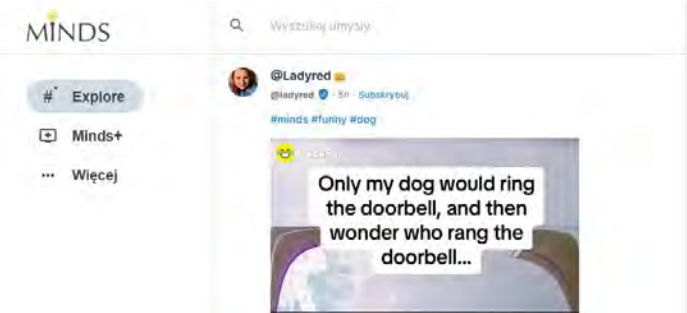 MINDS
Wyszukaj umysły
@Ladyred
@ladyred · 5h · Subskrybuj
#minds #funny #dog
# Explore
Minds+
Więcej
Only my dog would ring
the doorbell, and then
wonder who rang the
doorbell...